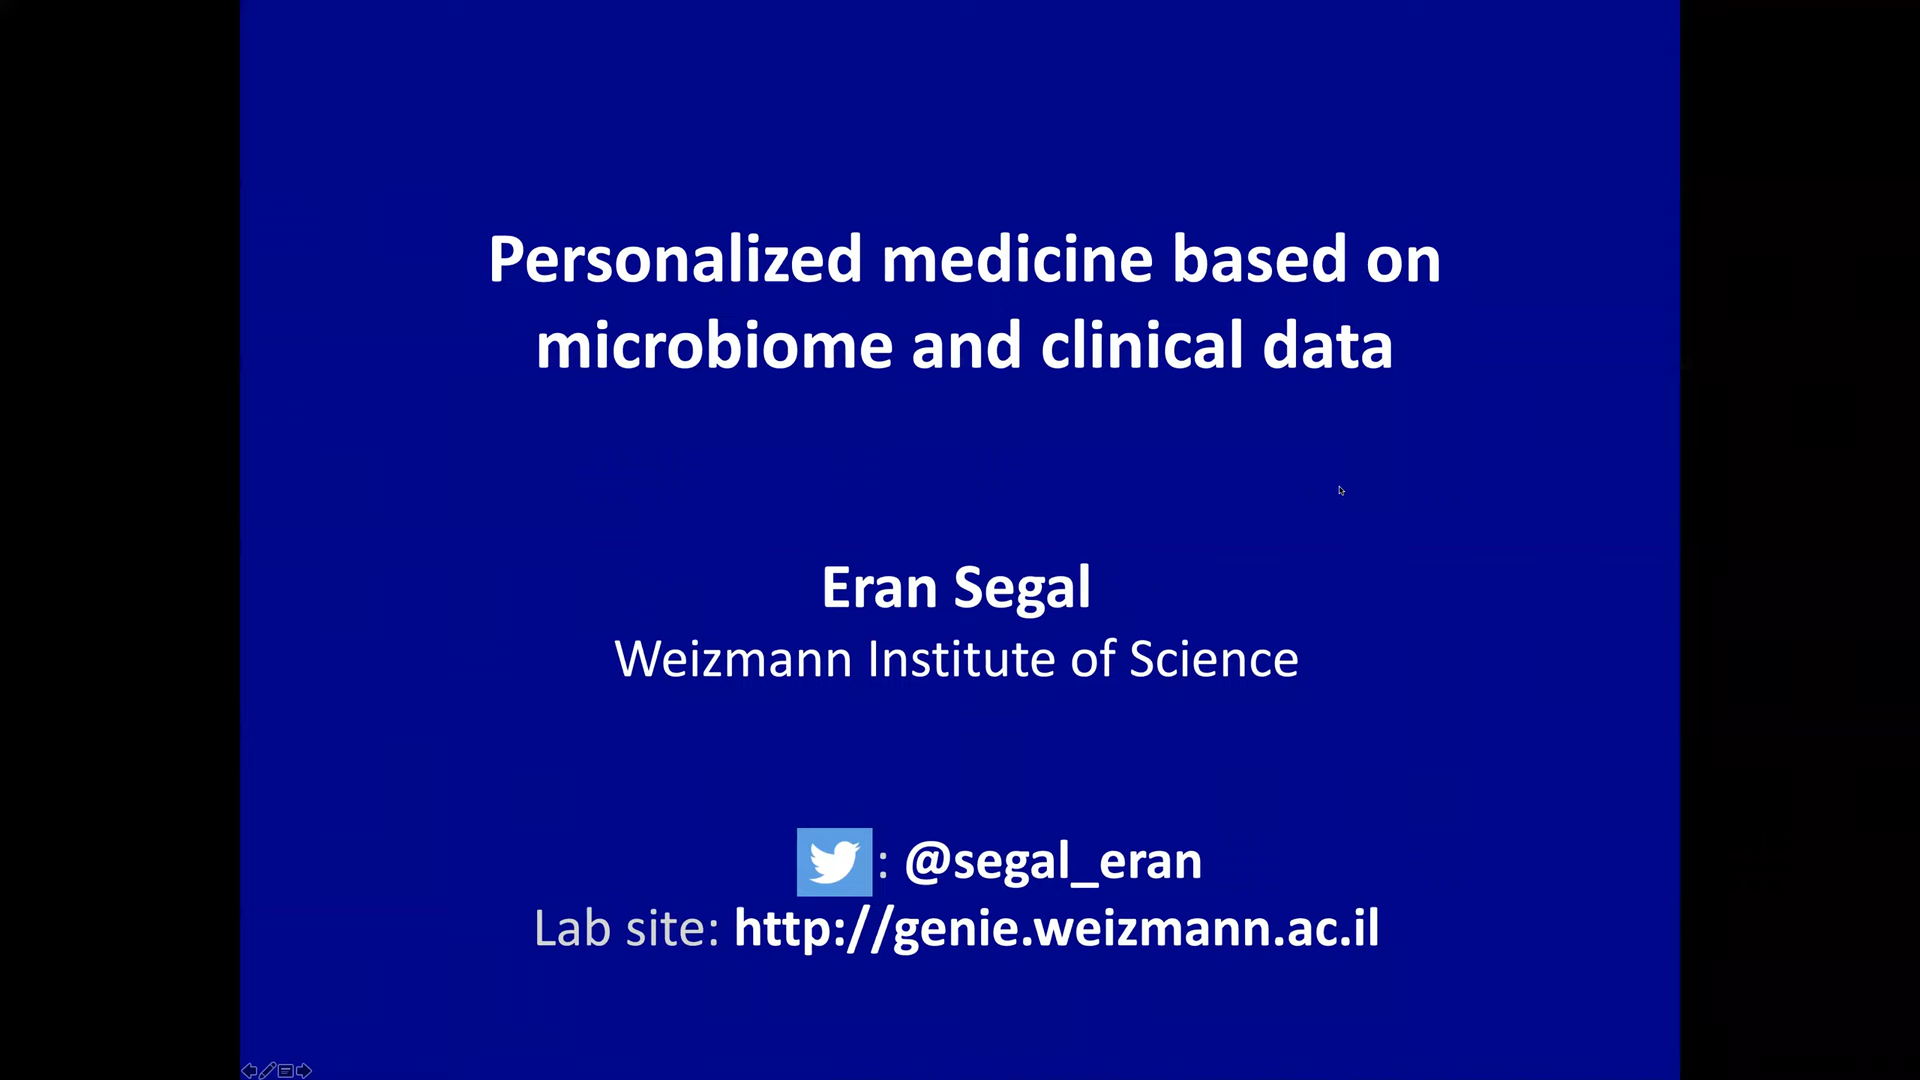 Personalized medicine based on
microbiome and clinical data
Eran Segal
Weizmann Institute of Science
: @segal_eran
Lab site: http://genie.weizmann.ac.il